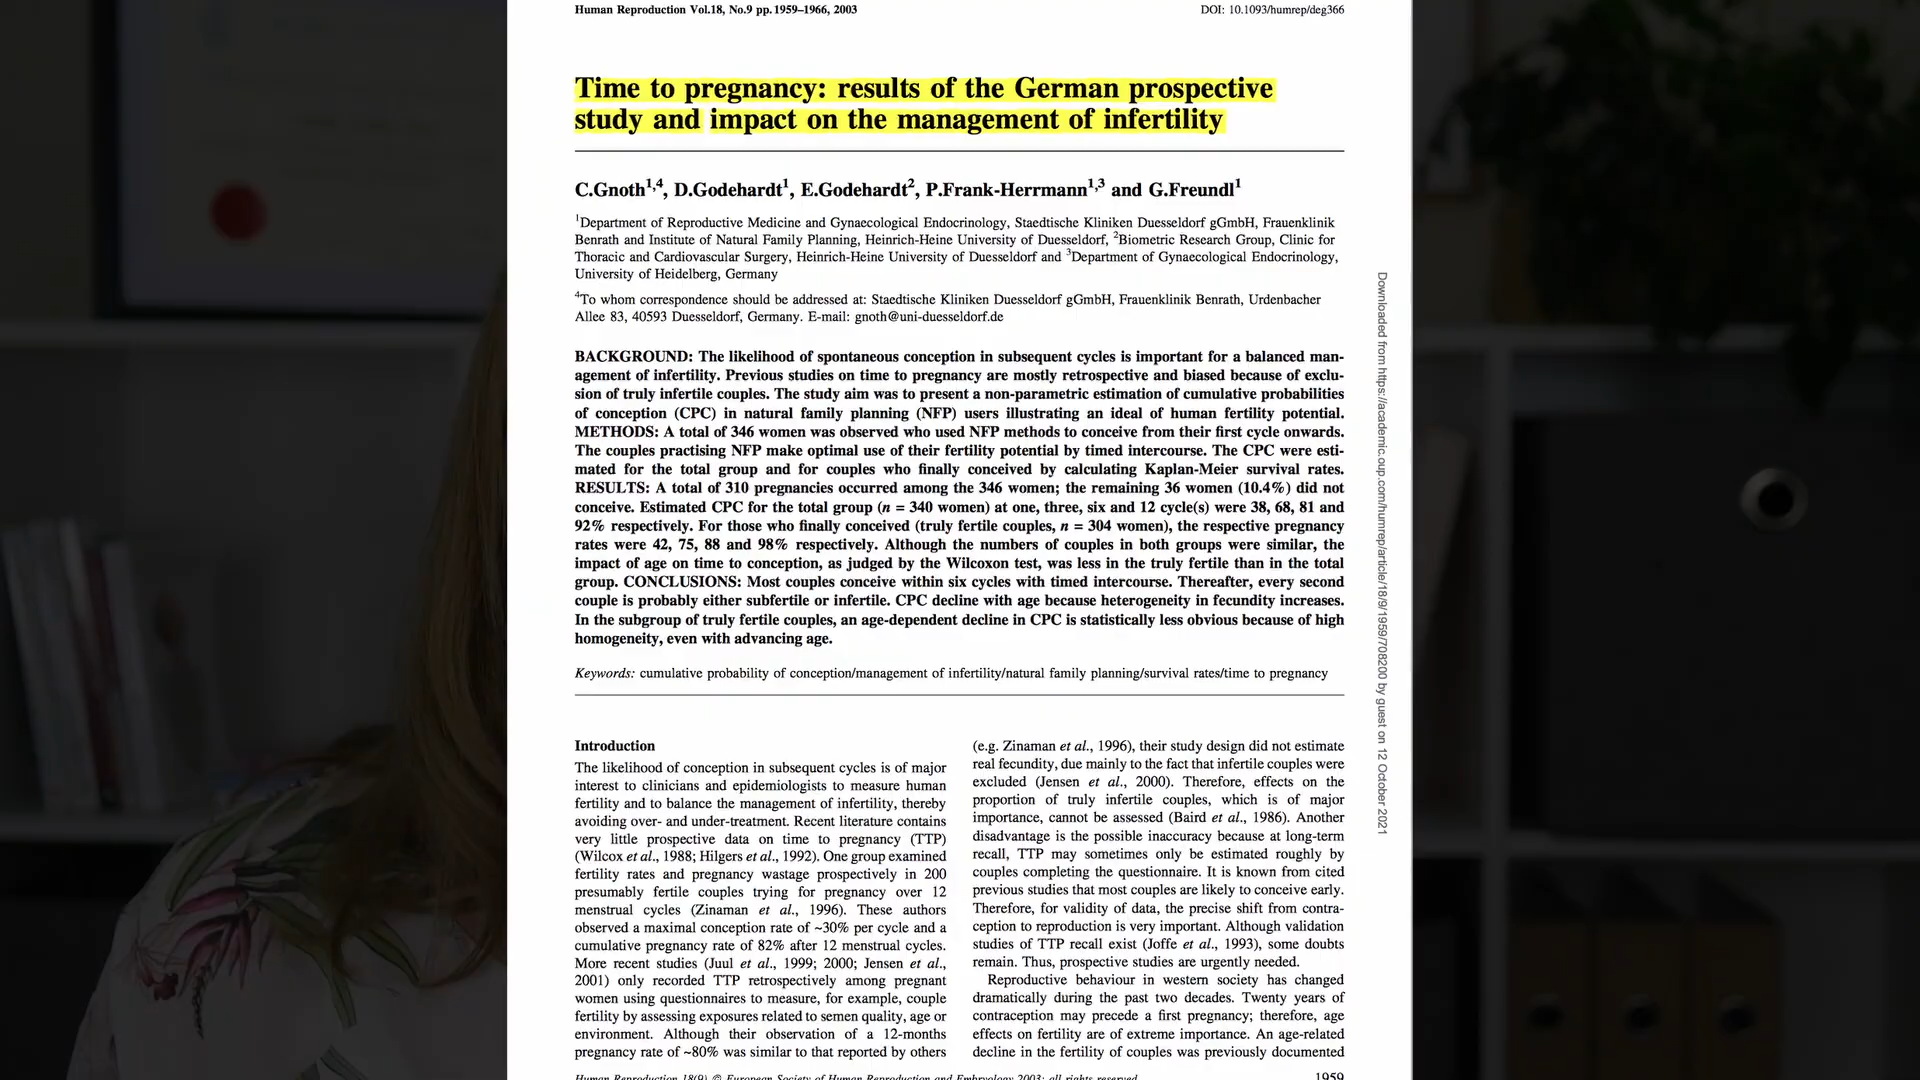 Human Reproduction Vol.18, No.9 pp. 1959–1966, 2003
DOI: 10.1093/humrep/deg366
Time to pregnancy: results of the German prospective
study and impact on the management of infertility
C.Gnoth1,4, D.Godehardt1, E.Godehardt2, P.Frank-Herrmann1,3 and G.Freundl1
1Department of Reproductive Medicine and Gynaecological Endocrinology, Staedtische Kliniken Duesseldorf gGmbH, Frauenklinik
Benrath and Institute of Natural Family Planning, Heinrich-Heine University of Duesseldorf, 2Biometric Research Group, Clinic for
Thoracic and Cardiovascular Surgery, Heinrich-Heine University of Duesseldorf and 3Department of Gynaecological Endocrinology,
University of Heidelberg, Germany
4To whom correspondence should be addressed at: Staedtische Kliniken Duesseldorf gGmbH, Frauenklinik Benrath, Urdenbacher
Allee 83, 40593 Duesseldorf, Germany. E-mail: gnoth@uni-duesseldorf.de
BACKGROUND: The likelihood of spontaneous conception in subsequent cycles is important for a balanced man-
agement of infertility. Previous studies on time to pregnancy are mostly retrospective and biased because of exclu-
sion of truly infertile couples. The study aim was to present a non-parametric estimation of cumulative probabilities
of conception (CPC) in natural family planning (NFP) users illustrating an ideal of human fertility potential.
METHODS: A total of 346 women was observed who used NFP methods to conceive from their first cycle onwards.
The couples practising NFP make optimal use of their fertility potential by timed intercourse. The CPC were esti-
mated for the total group and for couples who finally conceived by calculating Kaplan-Meier survival rates.
RESULTS: A total of 310 pregnancies occurred among the 346 women; the remaining 36 women (10.4%) did not
conceive. Estimated CPC for the total group (n = 340 women) at one, three, six and 12 cycle(s) were 38, 68, 81 and
92% respectively. For those who finally conceived (truly fertile couples, n = 304 women), the respective pregnancy
rates were 42, 75, 88 and 98% respectively. Although the numbers of couples in both groups were similar, the
impact of age on time to conception, as judged by the Wilcoxon test, was less in the truly fertile than in the total
group. CONCLUSIONS: Most couples conceive within six cycles with timed intercourse. Thereafter, every second
couple is probably either subfertile or infertile. CPC decline with age because heterogeneity in fecundity increases.
In the subgroup of truly fertile couples, an age-dependent decline in CPC is statistically less obvious because of high
homogeneity, even with advancing age.
Keywords: cumulative probability of conception/management of infertility/natural family planning/survival rates/time to pregnancy
Introduction
The likelihood of conception in subsequent cycles is of major
interest to clinicians and epidemiologists to measure human
fertility and to balance the management of infertility, thereby
avoiding over- and under-treatment. Recent literature contains
very little prospective data on time to pregnancy (TTP)
(Wilcox et al., 1988; Hilgers et al., 1992). One group examined
fertility rates and pregnancy wastage prospectively in 200
presumably fertile couples trying for pregnancy over 12
menstrual cycles (Zinaman et al., 1996). These authors
observed a maximal conception rate of ~30% per cycle and a
cumulative pregnancy rate of 82% after 12 menstrual cycles.
More recent studies (Juul et al., 1999; 2000; Jensen et al.,
2001) only recorded TTP retrospectively among pregnant
women using questionnaires to measure, for example, couple
fertility by assessing exposures related to semen quality, age or
environment. Although their observation of a 12-months
pregnancy rate of ~80% was similar to that reported by others
(e.g. Zinaman et al., 1996), their study design did not estimate
real fecundity, due mainly to the fact that infertile couples were
excluded (Jensen et al., 2000). Therefore, effects on the
proportion of truly infertile couples, which is of major
importance, cannot be assessed (Baird et al., 1986). Another
disadvantage is the possible inaccuracy because at long-term
recall, TTP may sometimes only be estimated roughly by
couples completing the questionnaire. It is known from cited
previous studies that most couples are likely to conceive early.
Therefore, for validity of data, the precise shift from contra-
ception to reproduction is very important. Although validation
studies of TTP recall exist (Joffe et al., 1993), some doubts
remain. Thus, prospective studies are urgently needed.
Reproductive behaviour in western society has changed
dramatically during the past two decades. Twenty years of
contraception may precede a first pregnancy; therefore, age
effects on fertility are of extreme importance. An age-related
decline in the fertility of couples was previously documented
Human Reproduction 18(9) © European Society of Human Reproduction and Embryology 2003; all rights reserved
1959
Downloaded from https://academic.oup.com/humrep/article/18/9/1959/708200 by guest on 12 October 2021